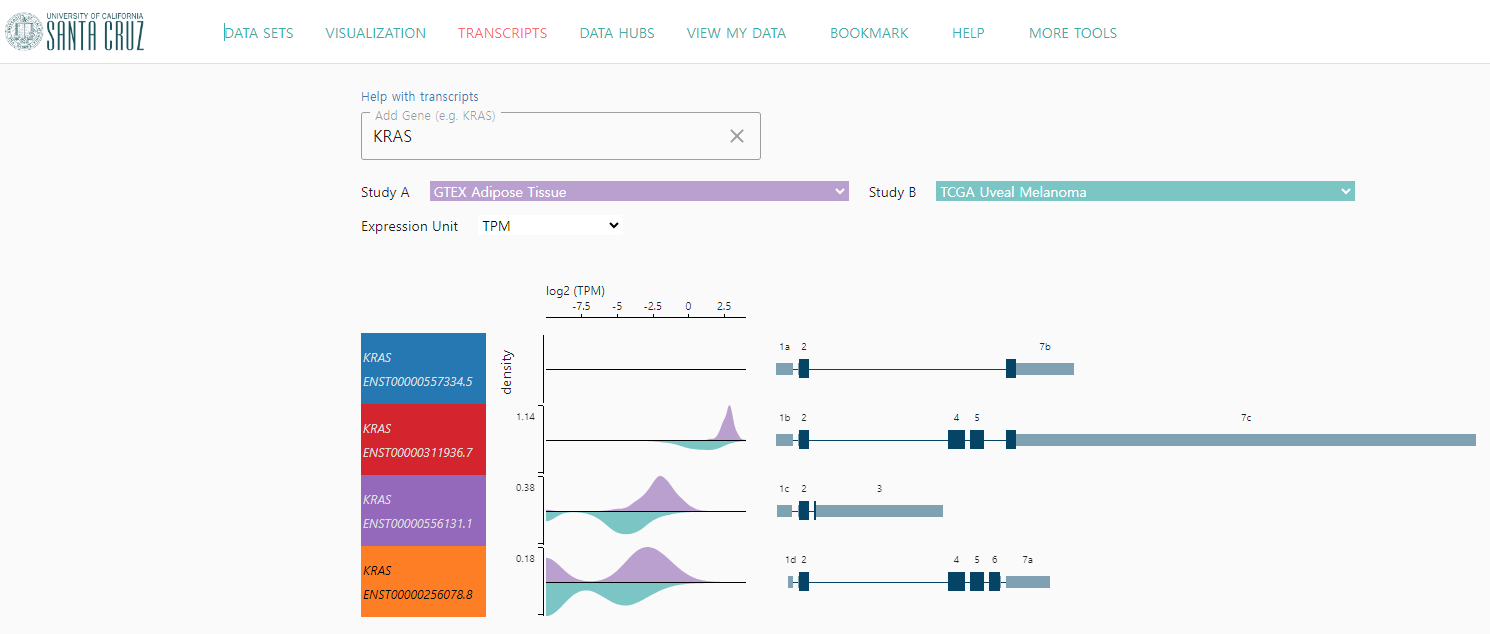 UNIVERSITY OF CALIFORNIA
SANTA CRUZ
DATA SETS VISUALIZATION TRANSCRIPTS DATA HUBS VIEW MY DATA BOOKMARK HELP MORE TOOLS
Help with transcripts
Add Gene (e.g. KRAS)
KRAS
Study A GTEX Adipose Tissue Study B TCGA Uveal Melanoma
Expression Unit TPM
log2 (TPM)
-7.5 -5 -2.5 0 2.5
density
KRAS
ENST00000557334.5
1a 2 7b
KRAS
ENST00000311936.7
1.14
1b 2 4 5 7c
KRAS
ENST00000556131.1
0.38
1c 2 3
KRAS
ENST00000256078.8
0.18
1d 2 4 5 6 7a